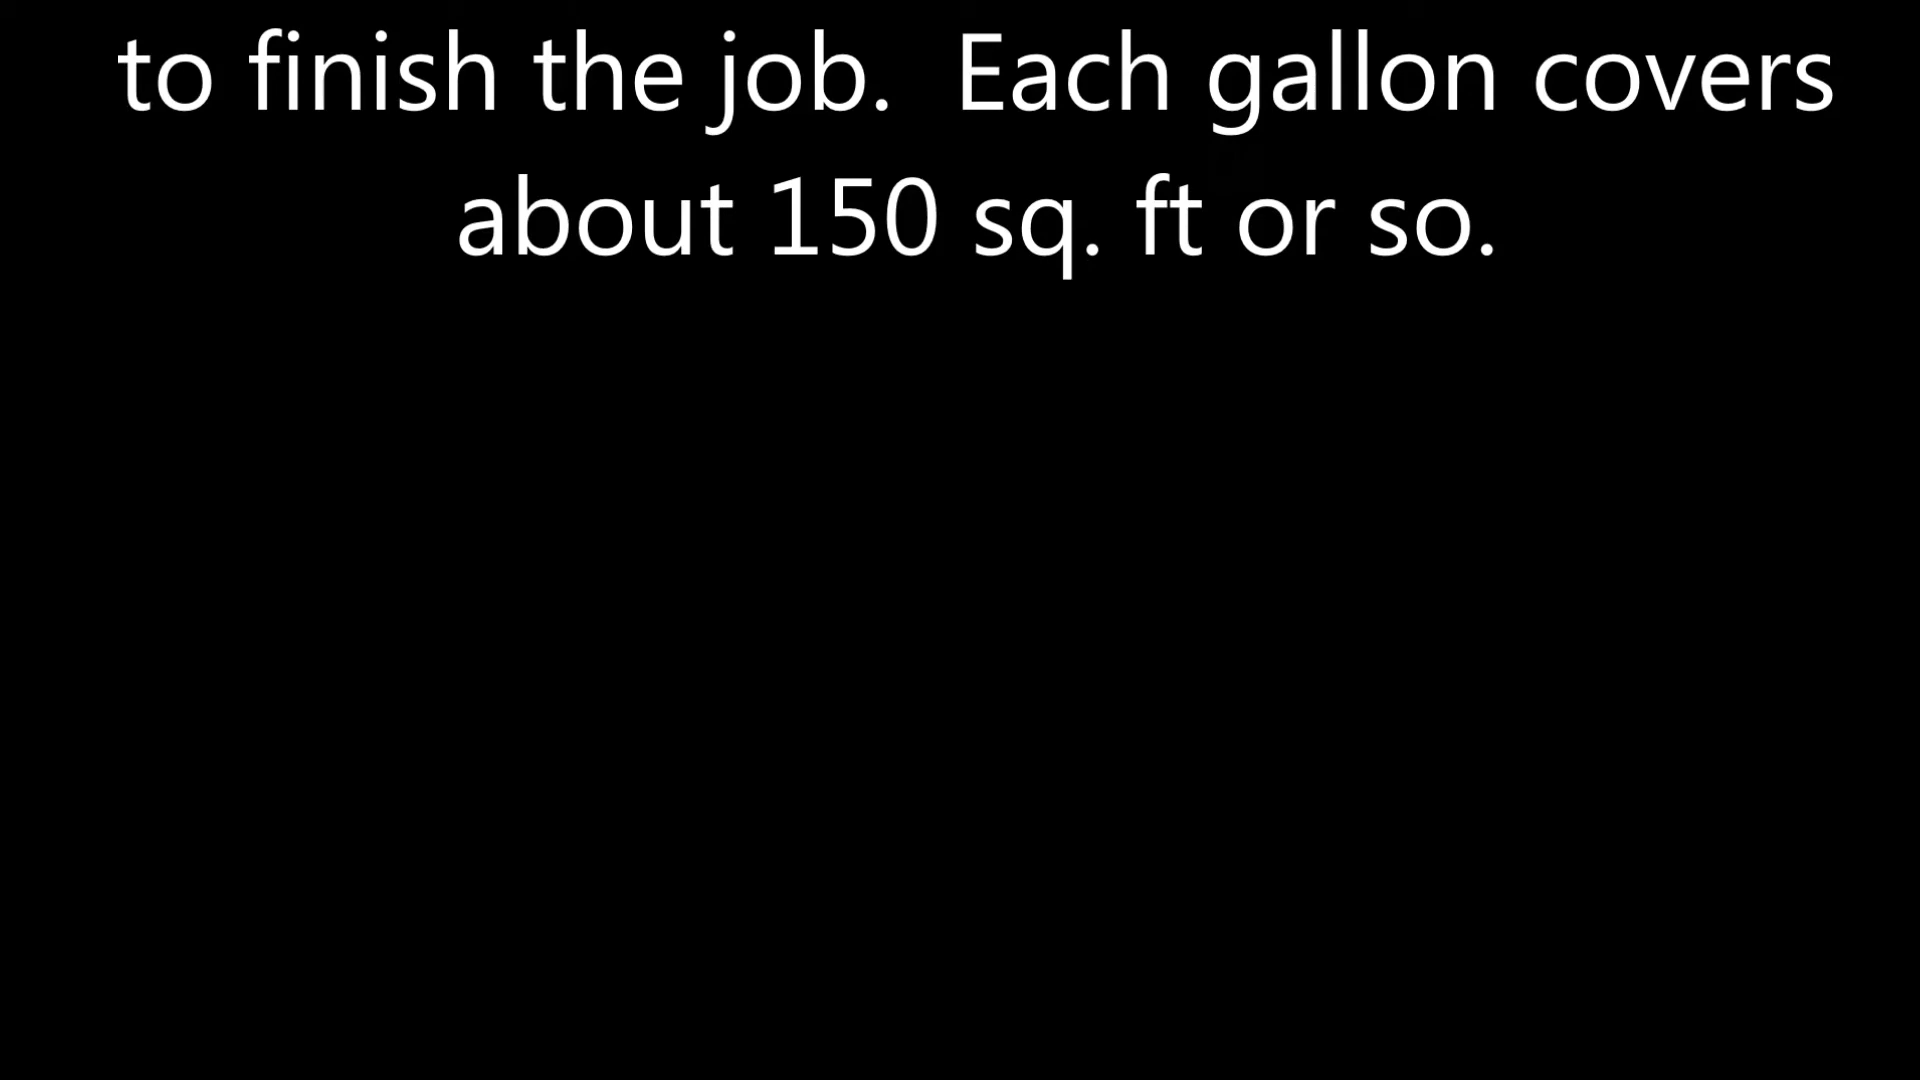 to finish the job.  Each gallon covers
about 150 sq. ft or so.